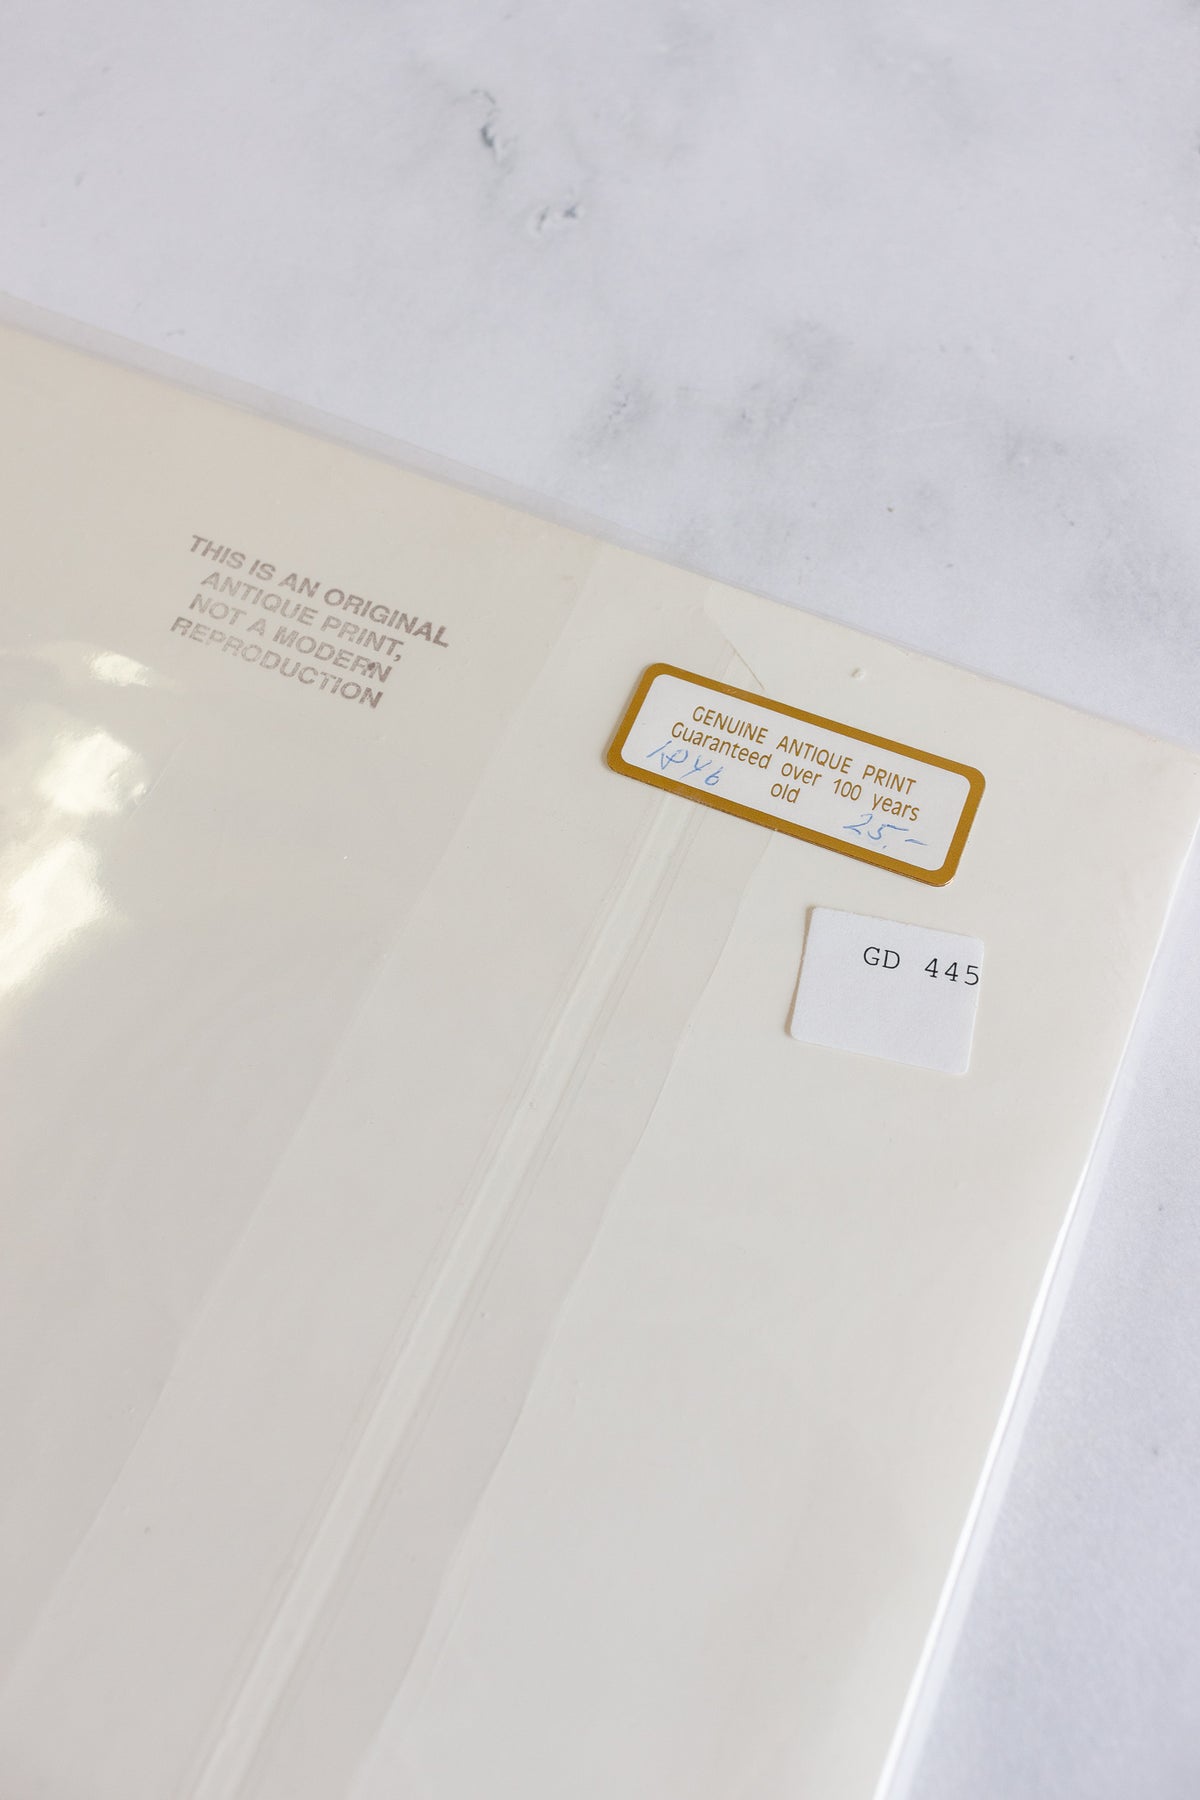 THIS IS AN ORIGINAL
ANTIQUE PRINT,
NOT A MODERN
REPRODUCTION
GENUINE ANTIQUE PRINT
Guaranteed over 100 years
old
1846
25.-
GD 445